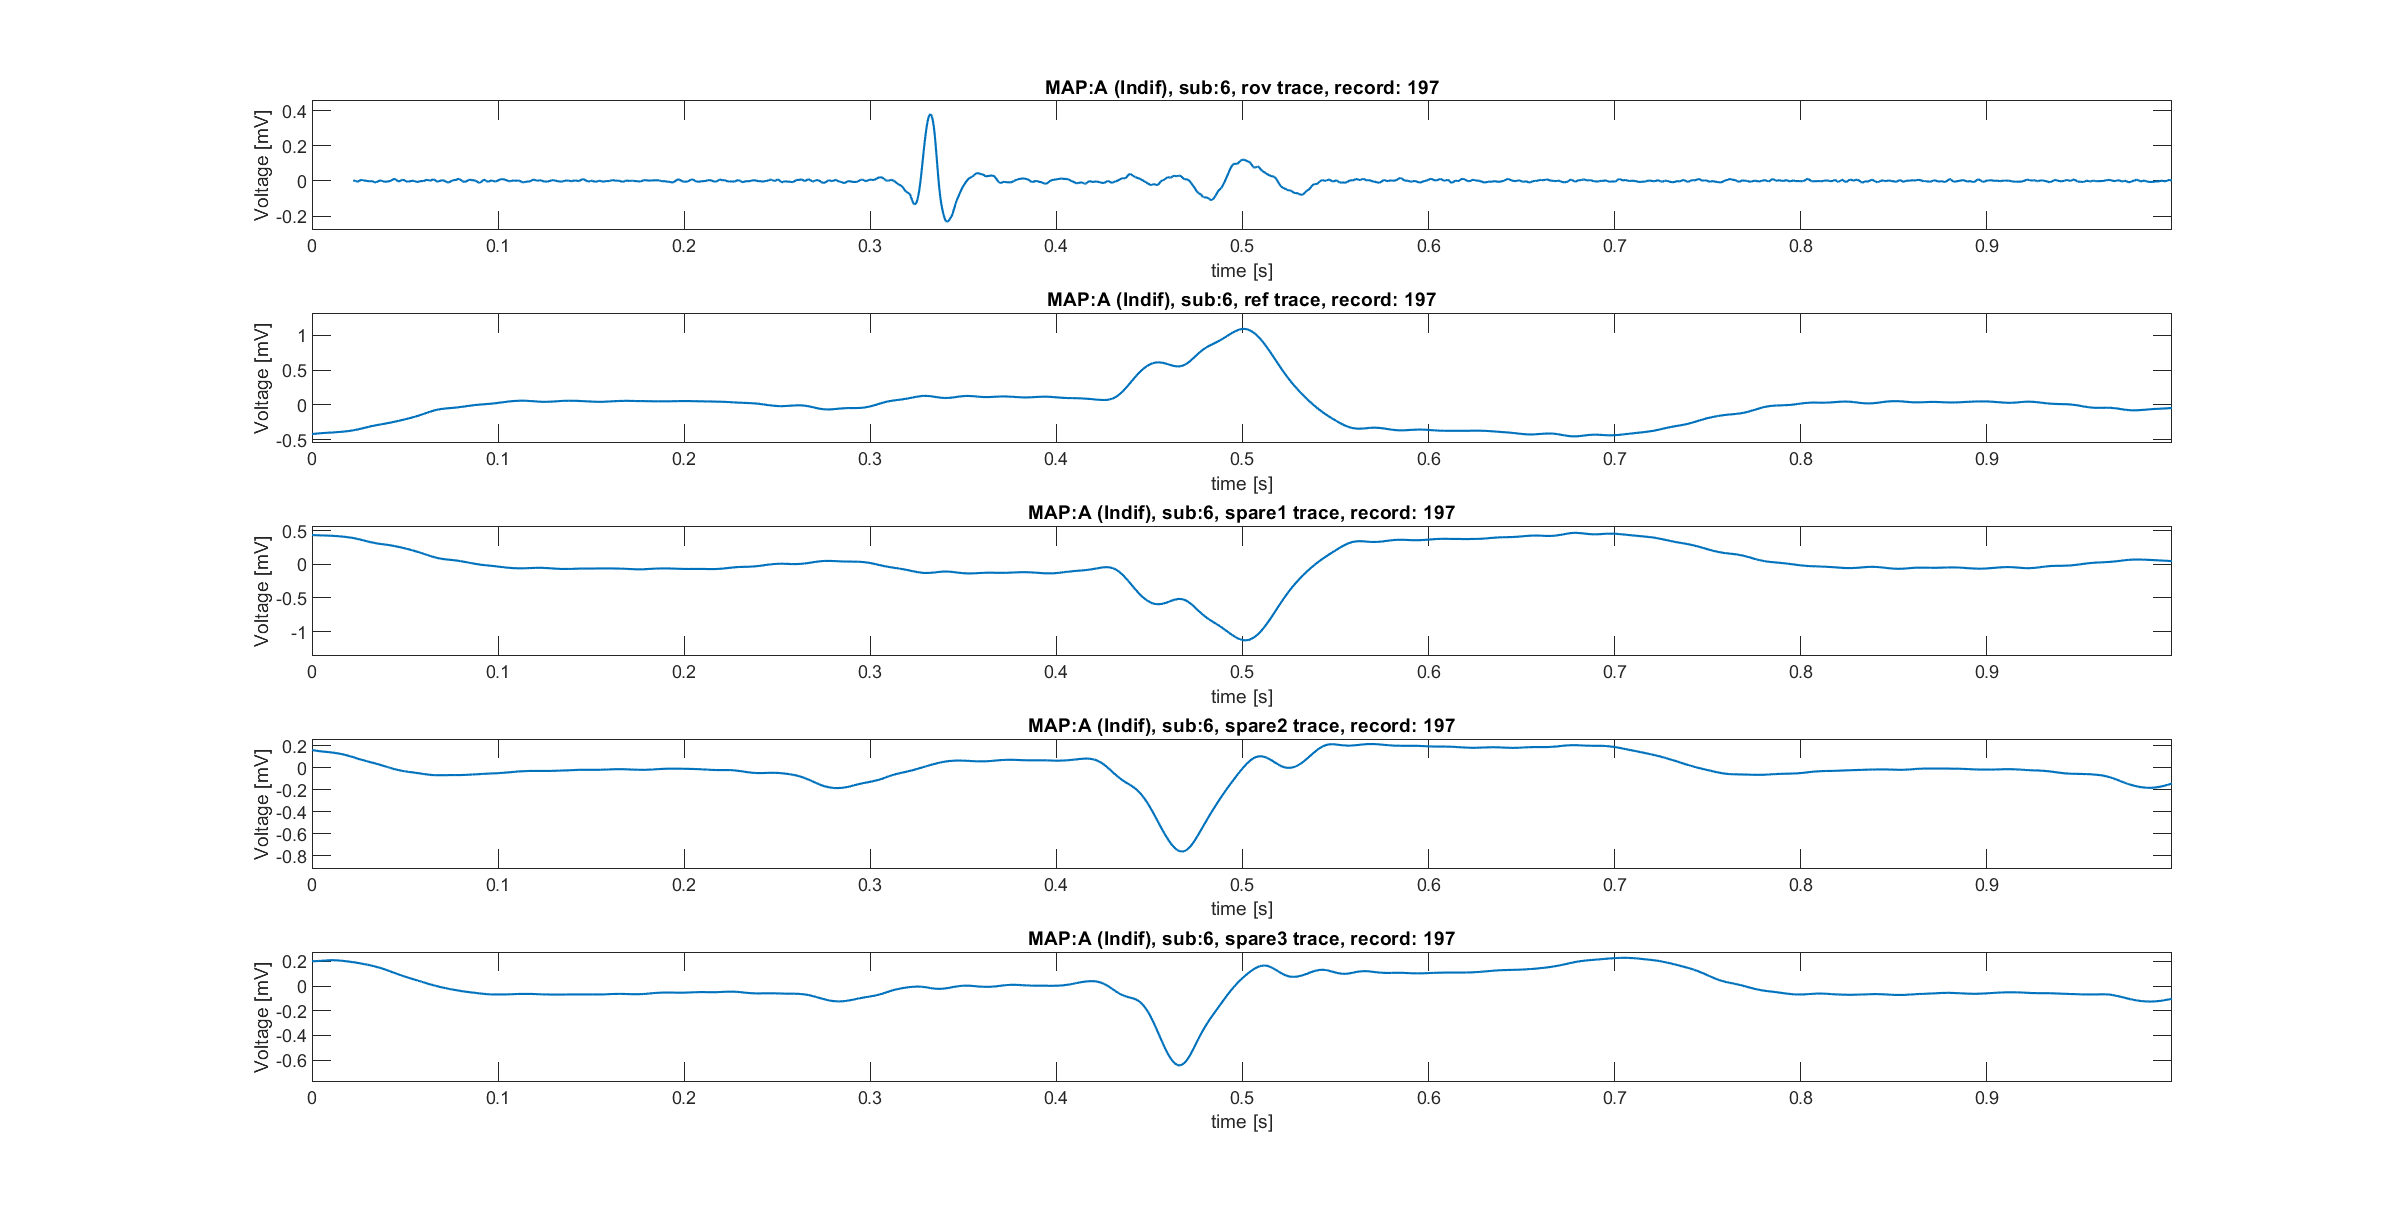 MAP:A (Indif), sub:6, rov trace, record: 197
Voltage [mV]
0.4
0.2
0
-0.2
0 0.1 0.2 0.3 0.4 0.5 0.6 0.7 0.8 0.9
time [s]
MAP:A (Indif), sub:6, ref trace, record: 197
Voltage [mV]
1
0.5
0
-0.5
0 0.1 0.2 0.3 0.4 0.5 0.6 0.7 0.8 0.9
time [s]
MAP:A (Indif), sub:6, spare1 trace, record: 197
Voltage [mV]
0.5
0
-0.5
-1
0 0.1 0.2 0.3 0.4 0.5 0.6 0.7 0.8 0.9
time [s]
MAP:A (Indif), sub:6, spare2 trace, record: 197
Voltage [mV]
0.2
0
-0.2
-0.4
-0.6
-0.8
0 0.1 0.2 0.3 0.4 0.5 0.6 0.7 0.8 0.9
time [s]
MAP:A (Indif), sub:6, spare3 trace, record: 197
Voltage [mV]
0.2
0
-0.2
-0.4
-0.6
0 0.1 0.2 0.3 0.4 0.5 0.6 0.7 0.8 0.9
time [s]